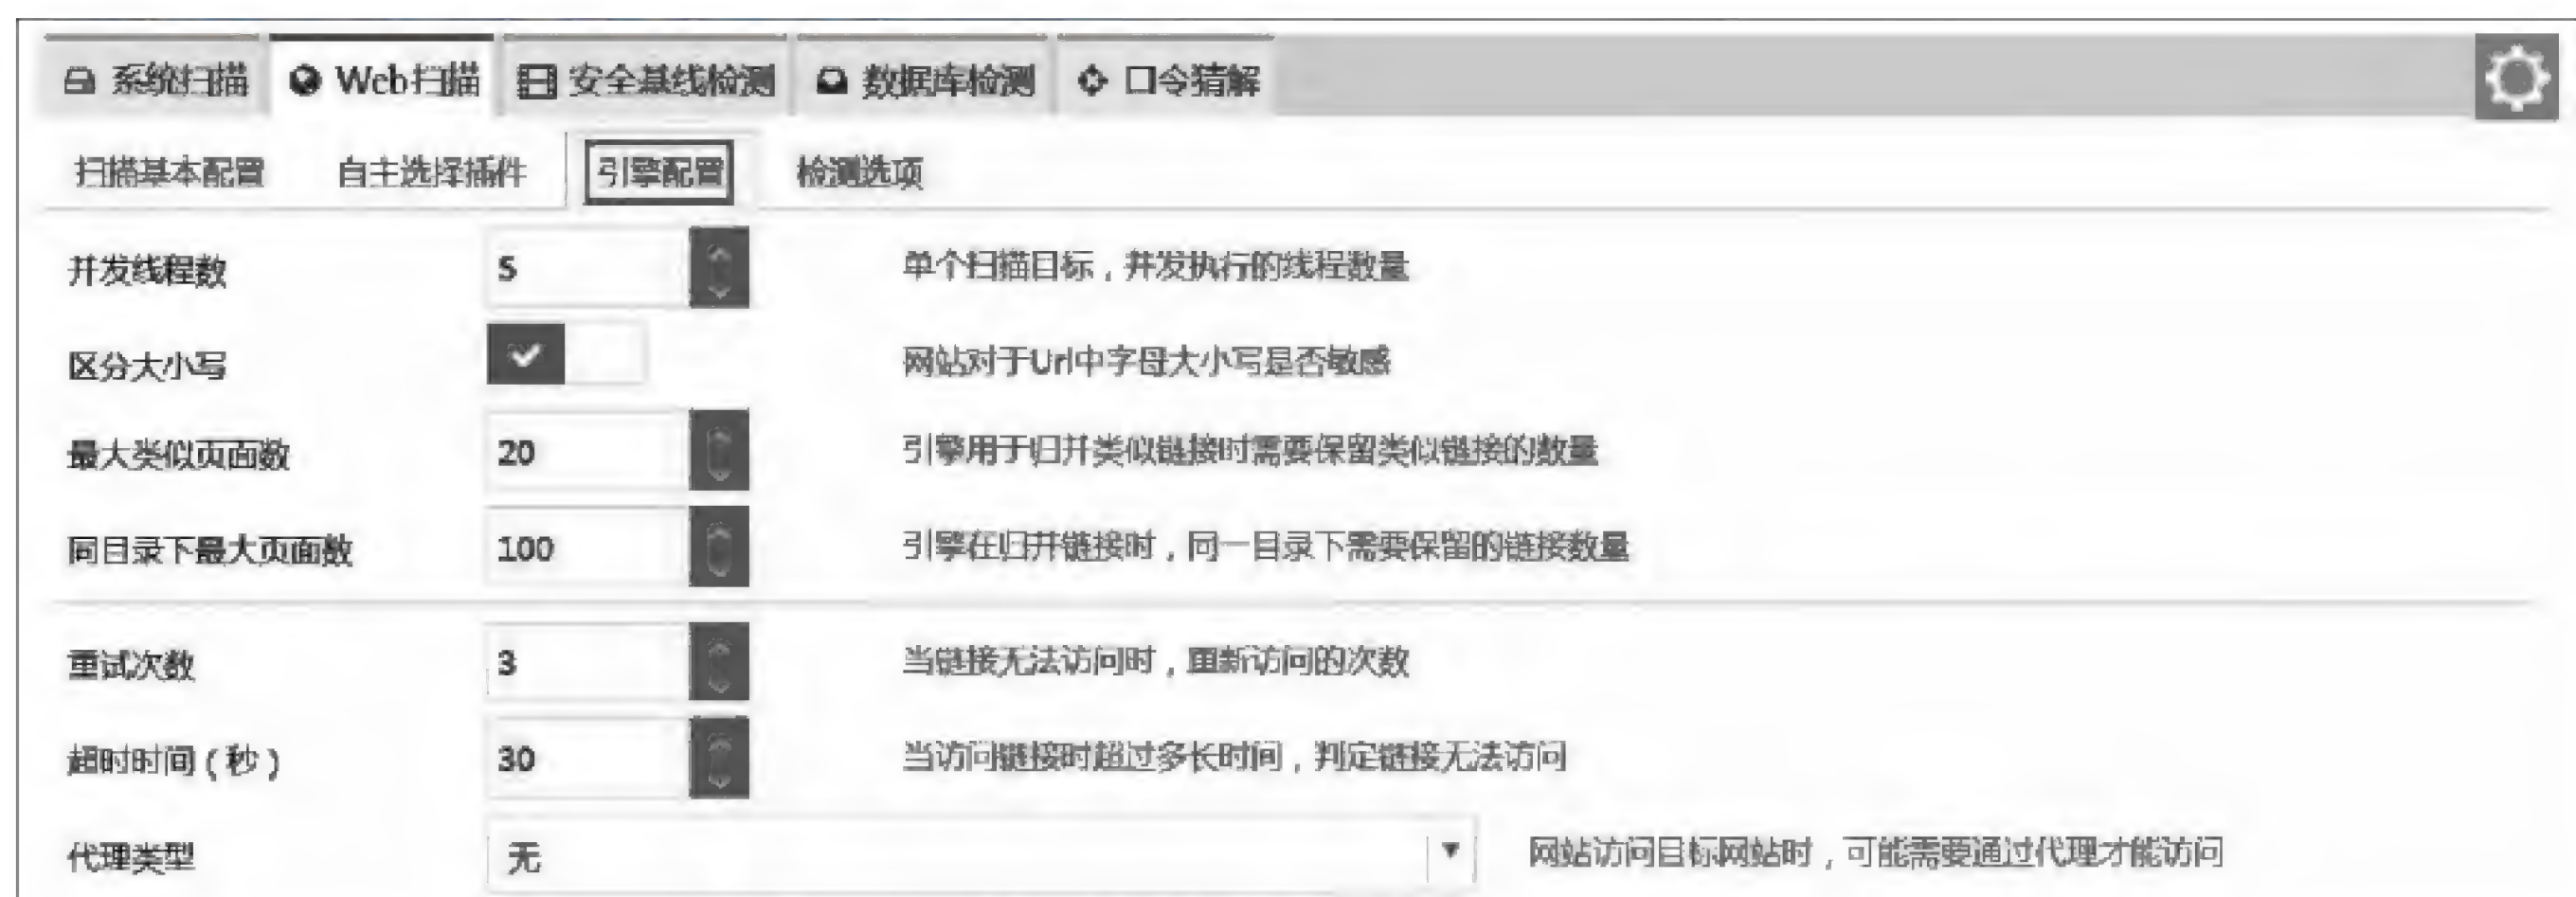 系统扫描 Web扫描 安全基线检测 数据库检测 口令猜解
扫描基本配置 自主选择插件 引擎配置 检测选项
并发线程数 5 单个扫描目标，并发执行的线程数量
区分大小写 网站对于Url中字母大小写是否敏感
最大类似页面数 20 引擎用于归并类似链接时需要保留类似链接的数量
同目录下最大页面数 100 引擎在归并链接时，同一目录下需要保留的链接数量
重试次数 3 当链接无法访问时，重新访问的次数
超时时间(秒) 30 当访问链接时超过多长时间，判定链接无法访问
代理类型 无 网站访问目标网站时，可能需要通过代理才能访问